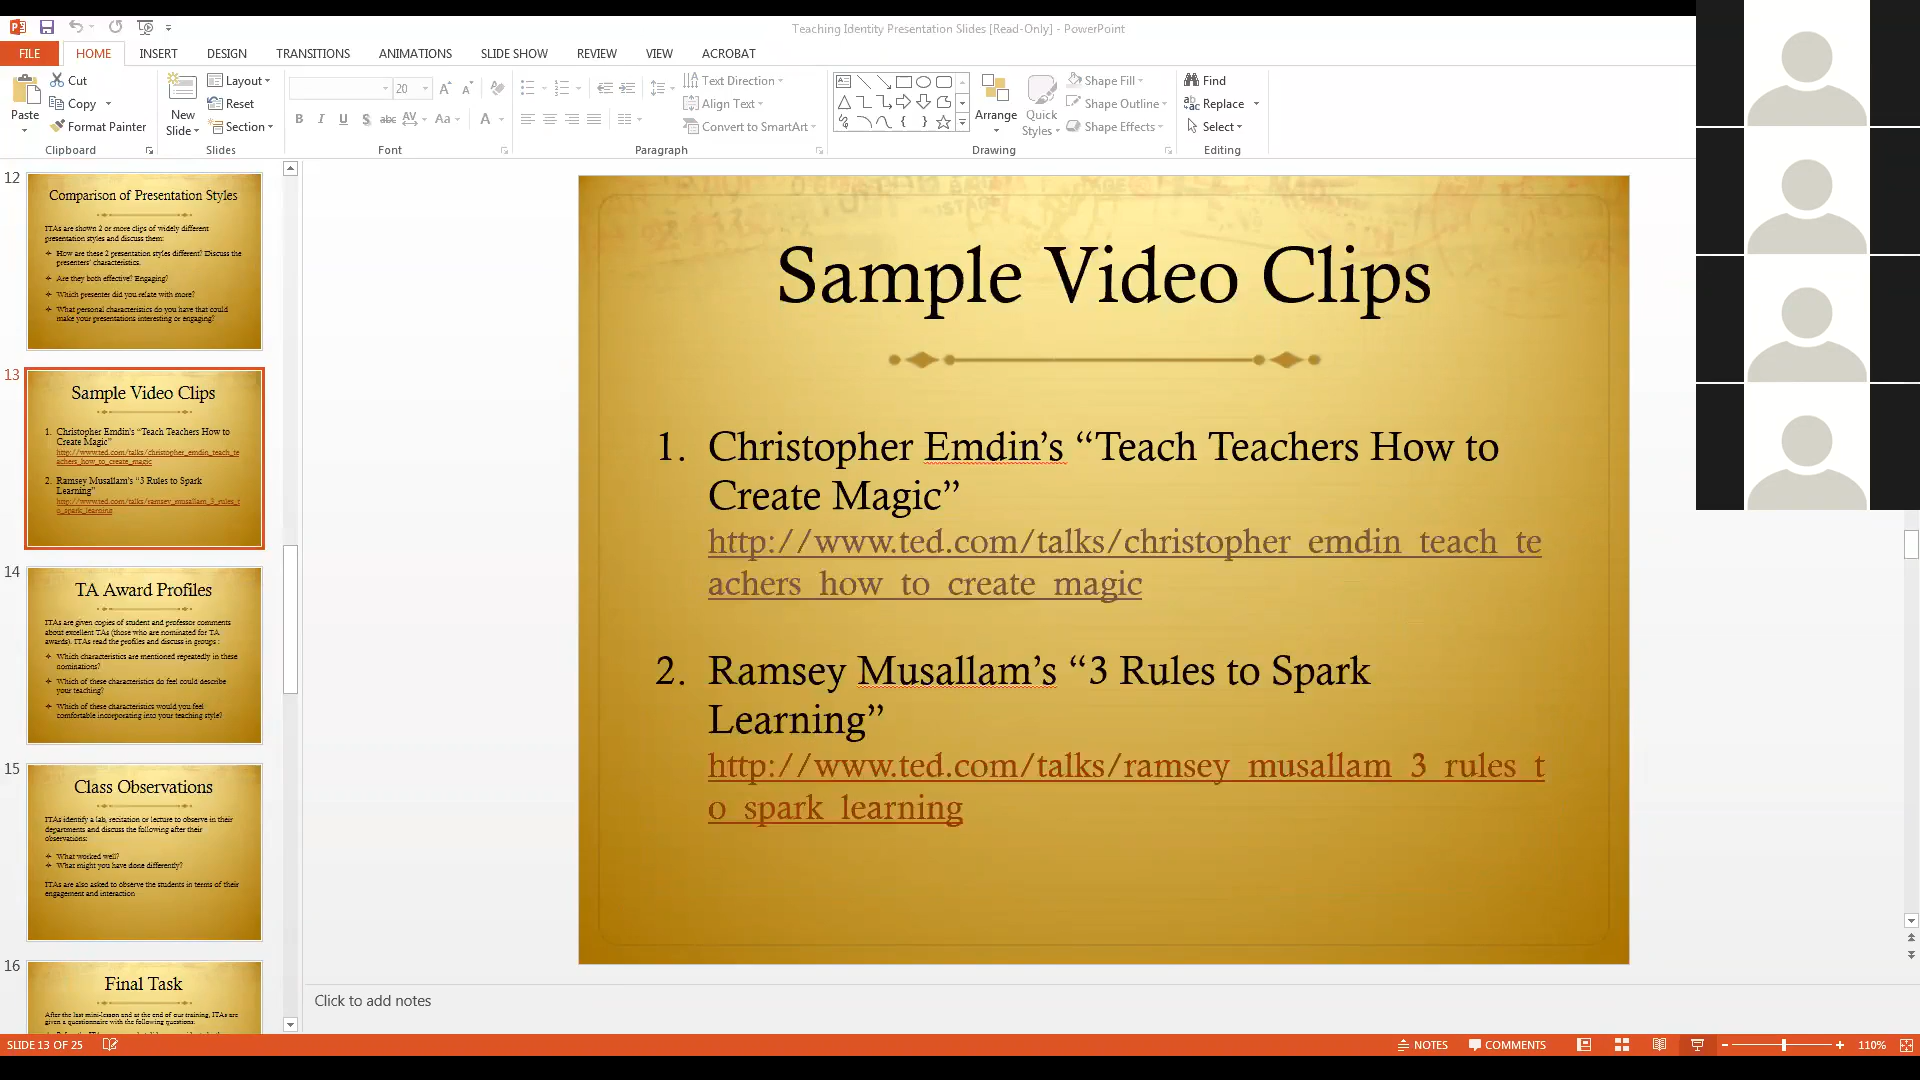 Teaching Identity Presentation Slides [Read-Only] - PowerPoint
FILE HOME INSERT DESIGN TRANSITIONS ANIMATIONS SLIDE SHOW REVIEW VIEW ACROBAT
Paste
Cut
Copy
Format Painter
Clipboard
New
Slide
Layout
Reset
Section
Slides
20
B I U S abc AV Aa A
Font
Text Direction
Align Text
Convert to SmartArt
Paragraph
Arrange
Quick
Styles
Shape Fill
Shape Outline
Shape Effects
Drawing
Find
Replace
Select
Editing
12
Comparison of Presentation Styles
ITAs are shown 2 or more clips of widely different
presentation styles and discuss them:
How are these 2 presentation styles different? Discuss the
presenters' characteristics.
Are they both effective? Engaging?
Which presenter did you relate with more?
What personal characteristics do you have that could
make your presentations interesting or engaging?
13
Sample Video Clips
1. Christopher Emdin's "Teach Teachers How to
Create Magic"
http://www.ted.com/talks/christopher_emdin_teach_te
achers_how_to_create_magic
2. Ramsey Musallam's "3 Rules to Spark
Learning"
http://www.ted.com/talks/ramsey_musallam_3_rules_t
o_spark_learning
14
TA Award Profiles
ITAs are given copies of student and professor comments
about excellent TAs (those who are nominated for TA
awards). ITAs read the profiles and discuss in groups :
Which characteristics are mentioned repeatedly in these
nominations?
Which of these characteristics do feel could describe
your teaching?
Which of these characteristics would you feel
comfortable incorporating into your teaching style?
15
Class Observations
ITAs identify a lab, recitation or lecture to observe in their
departments and discuss the following after their
observations:
What worked well?
What might you have done differently?
ITAs are also asked to observe the students in terms of their
engagement and interaction
16
Final Task
After the last mini-lesson and at the end of our training, ITAs are
given a questionnaire with the following questions.
Sample Video Clips
1. Christopher Emdin’s “Teach Teachers How to
Create Magic”
http://www.ted.com/talks/christopher_emdin_teach_te
achers_how_to_create_magic
2. Ramsey Musallam’s “3 Rules to Spark
Learning”
http://www.ted.com/talks/ramsey_musallam_3_rules_t
o_spark_learning
Click to add notes
SLIDE 13 OF 25
NOTES COMMENTS 110%